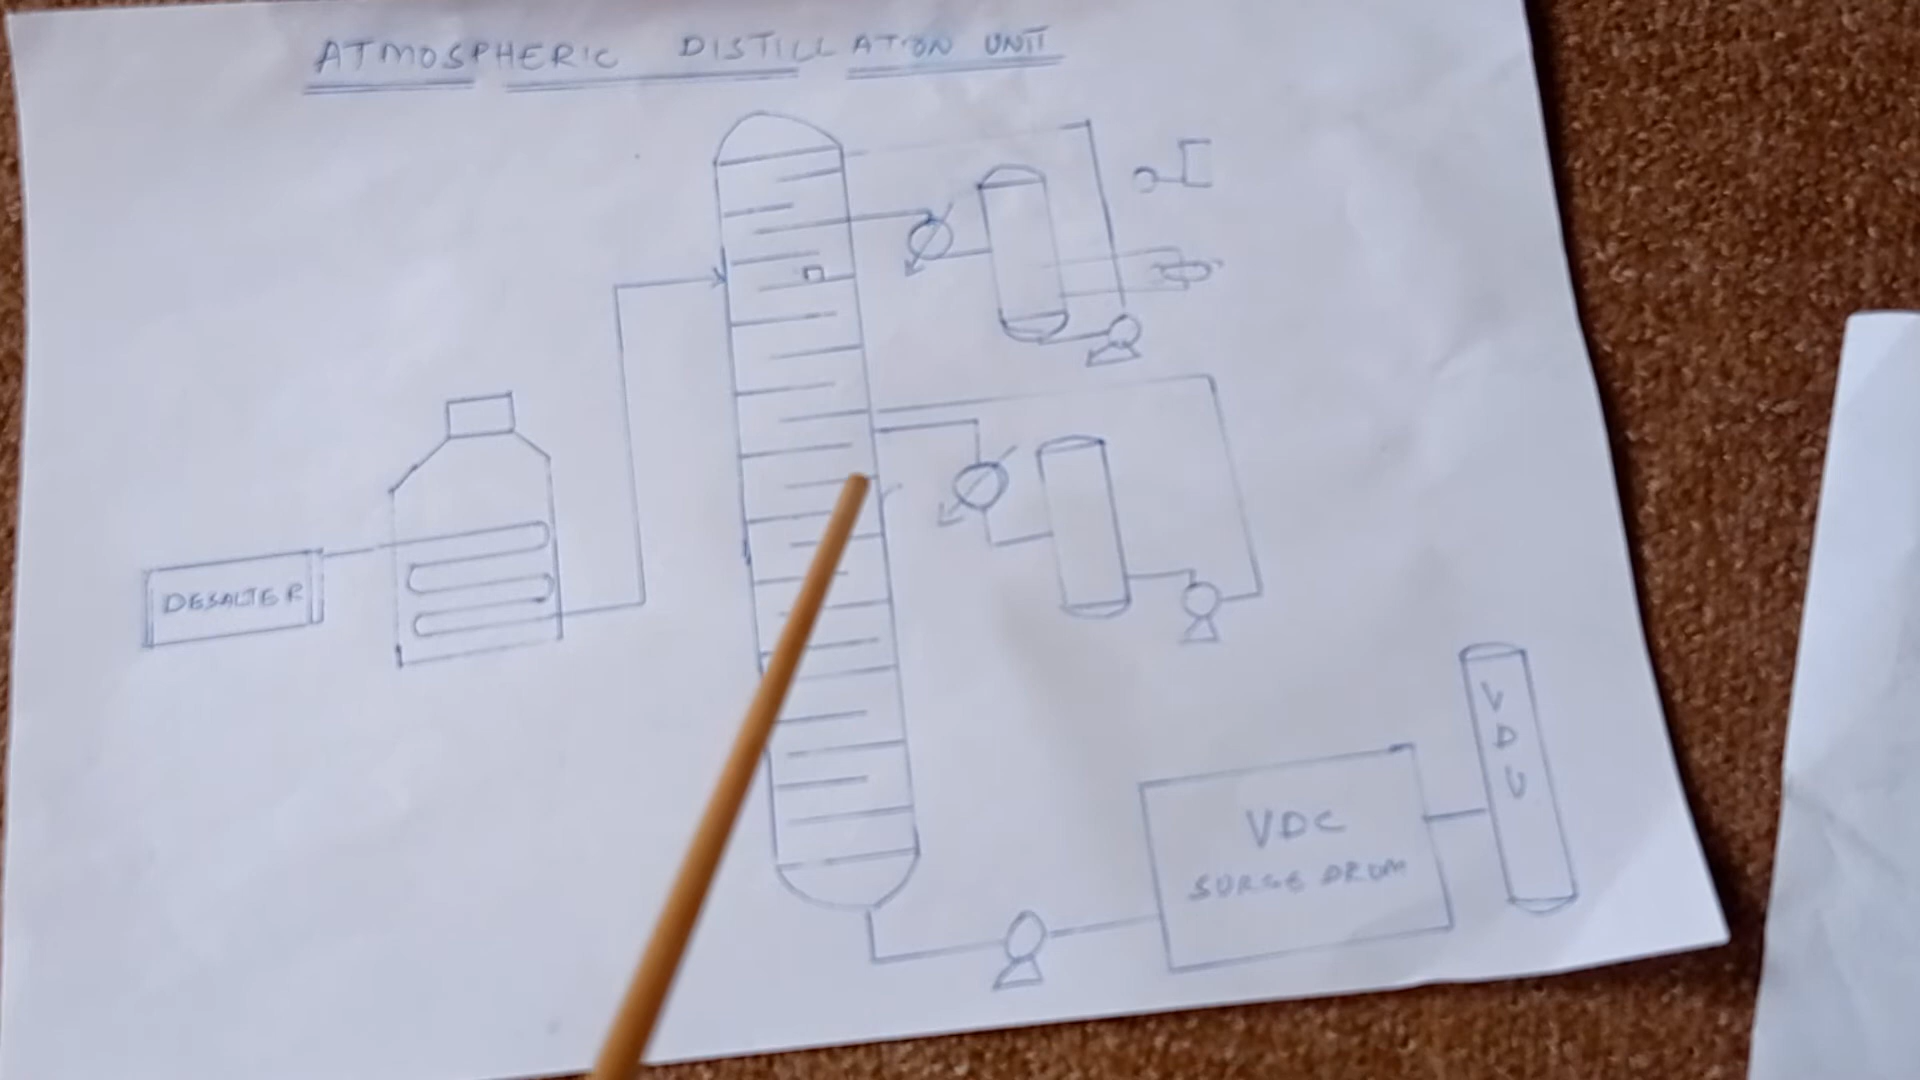 ATMOSPHERIC DISTILLATION UNIT
DESALTER
VDU
VDC
SURGE DRUM